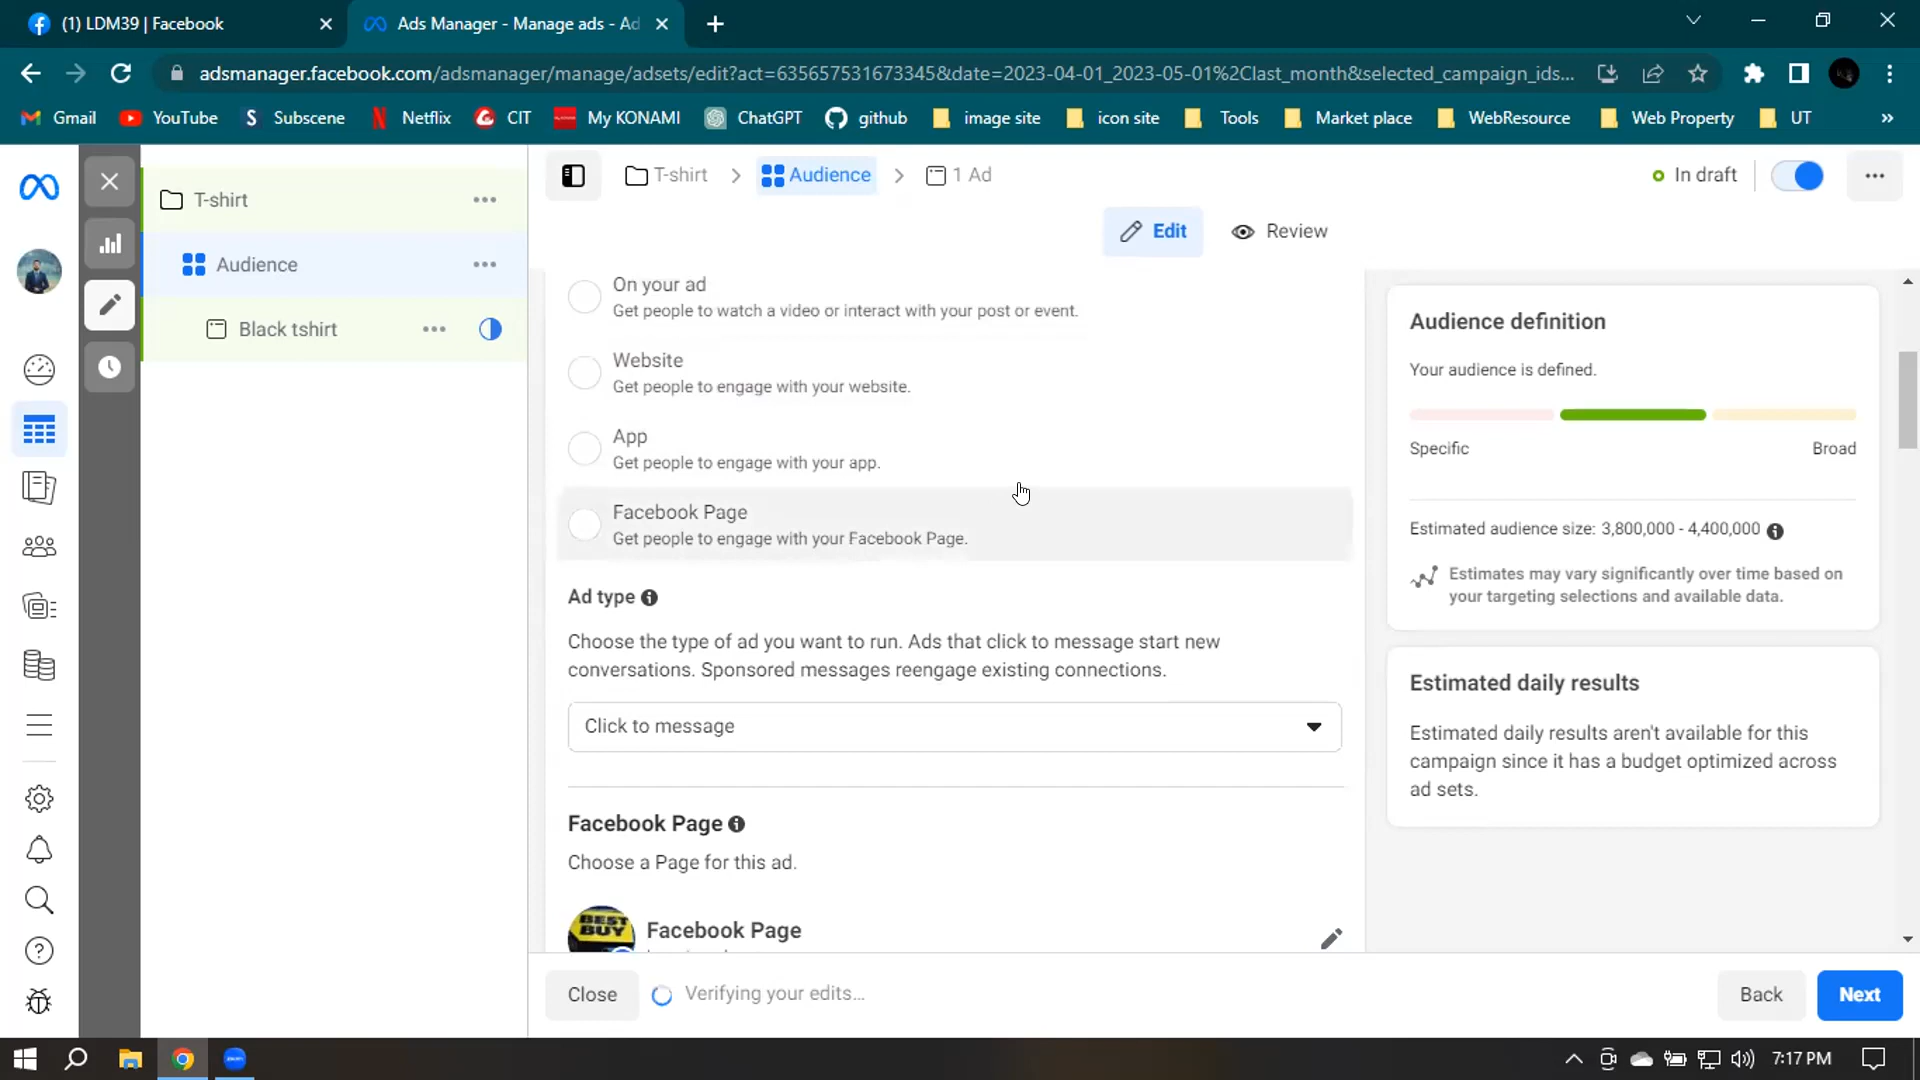 (1) LDM39 | Facebook
Ads Manager - Manage ads - Ad
adsmanager.facebook.com/adsmanager/manage/adsets/edit?act=635657531673345&date=2023-04-01_2023-05-01%2Clast_month&selected_campaign_ids...
Gmail YouTube Subscene Netflix CIT My KONAMI ChatGPT github image site icon site Tools Market place WebResource Web Property UT »
T-shirt
Audience
Black tshirt
T-shirt > Audience > 1 Ad
In draft
Edit Review
On your ad
Get people to watch a video or interact with your post or event.
Website
Get people to engage with your website.
App
Get people to engage with your app.
Facebook Page
Get people to engage with your Facebook Page.
Ad type
Choose the type of ad you want to run. Ads that click to message start new
conversations. Sponsored messages reengage existing connections.
Click to message
Facebook Page
Choose a Page for this ad.
BEST
BUY
Facebook Page
Audience definition
Your audience is defined.
Specific Broad
Estimated audience size: 3,800,000 - 4,400,000
Estimates may vary significantly over time based on
your targeting selections and available data.
Estimated daily results
Estimated daily results aren't available for this
campaign since it has a budget optimized across
ad sets.
Close Verifying your edits... Back Next
7:17 PM